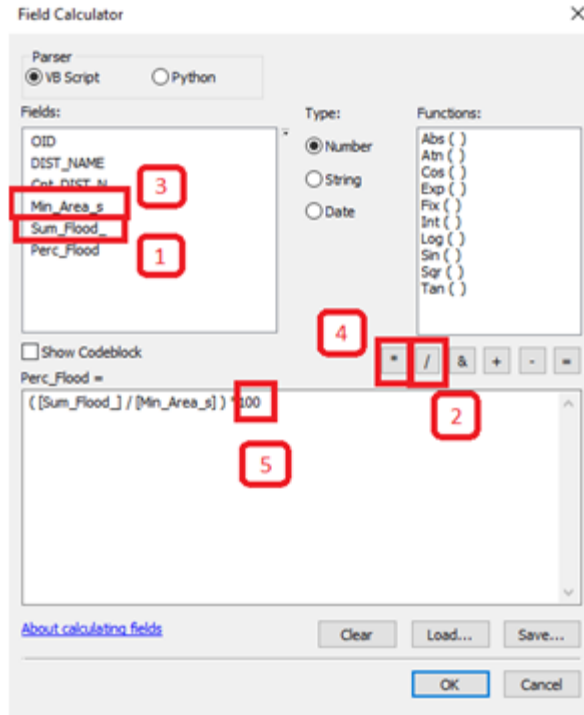 Field Calculator
Parser
VB Script Python
Fields:
Type:
Functions:
OID
DIST_NAME
Cnt_DIST_N
Min_Area_s
Sum_Flood_
Perc_Flood
3
1
Number
String
Date
Abs ( )
Atn ( )
Cos ( )
Exp ( )
Fix ( )
Int ( )
Log ( )
Sin ( )
Sqr ( )
Tan ( )
4
Show Codeblock
* / & + - =
Perc_Flood =
2
( [Sum_Flood_] / [Min_Area_s] ) *100
5
About calculating fields
Clear Load... Save...
OK Cancel